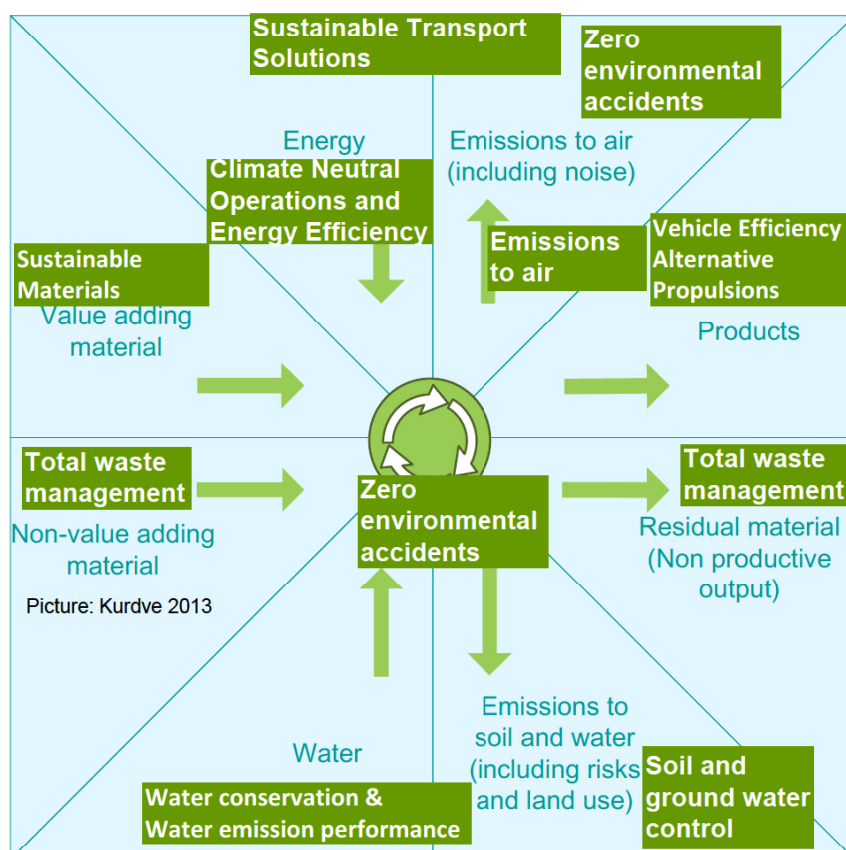 Sustainable Transport
Solutions
Zero
environmental
accidents
Energy
Emissions to air
(including noise)
Climate Neutral
Operations and
Energy Efficiency
Emissions
to air
Vehicle Efficiency
Alternative
Propulsions
Sustainable
Materials
Value adding
material
Products
Total waste
management
Zero
environmental
accidents
Total waste
management
Non-value adding
material
Residual material
(Non productive
output)
Picture: Kurdve 2013
Water
Emissions to
soil and water
(including risks
and land use)
Water conservation &
Water emission performance
Soil and
ground water
control